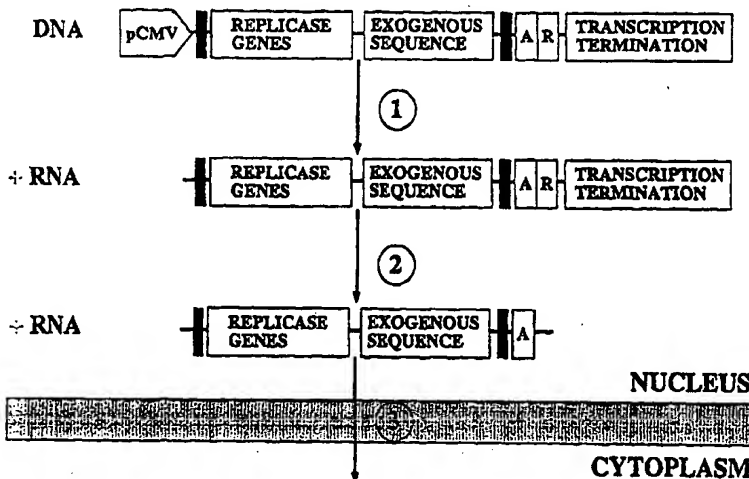 DNA pCMV REPLICASE EXOGENOUS A R TRANSCRIPTION
GENES SEQUENCE TERMINATION
1
+ RNA REPLICASE EXOGENOUS A R TRANSCRIPTION
GENES SEQUENCE TERMINATION
2
+ RNA REPLICASE EXOGENOUS A
GENES SEQUENCE
NUCLEUS
CYTOPLASM